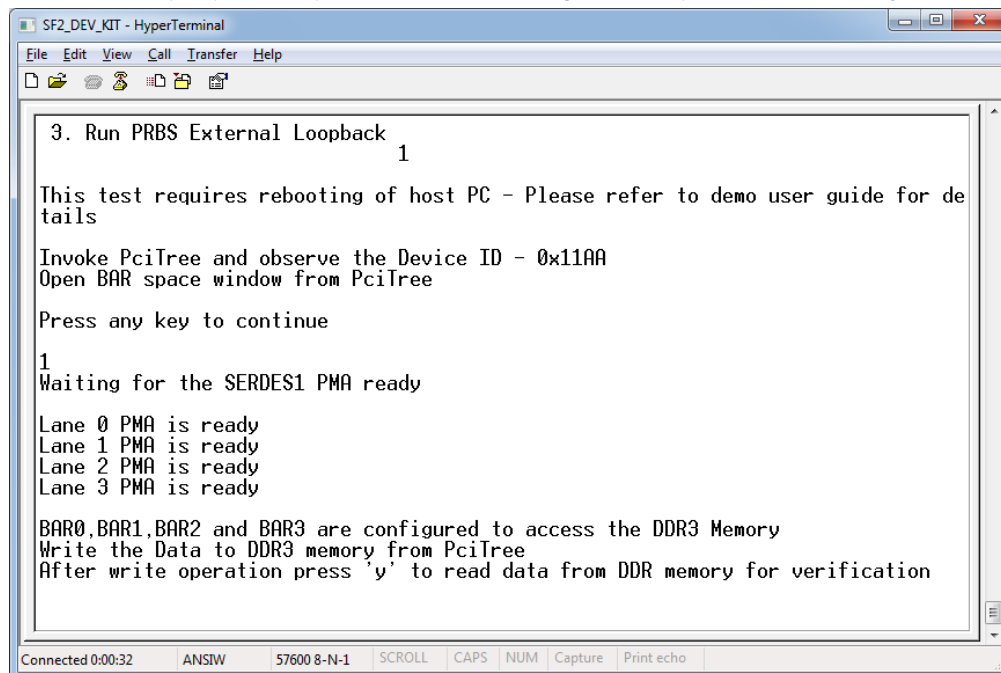 SF2_DEV_KIT - HyperTerminal
File Edit View Call Transfer Help
3. Run PRBS External Loopback
1
This test requires rebooting of host PC - Please refer to demo user guide for de
tails
Invoke PciTree and observe the Device ID - 0x11AA
Open BAR space window from PciTree
Press any key to continue
1
Waiting for the SERDES1 PMA ready
Lane 0 PMA is ready
Lane 1 PMA is ready
Lane 2 PMA is ready
Lane 3 PMA is ready
BAR0,BAR1,BAR2 and BAR3 are configured to access the DDR3 Memory
Write the Data to DDR3 memory from PciTree
After write operation press 'y' to read data from DDR memory for verification
Connected 0:00:32 ANSIW 57600 8-N-1 SCROLL CAPS NUM Capture Print echo